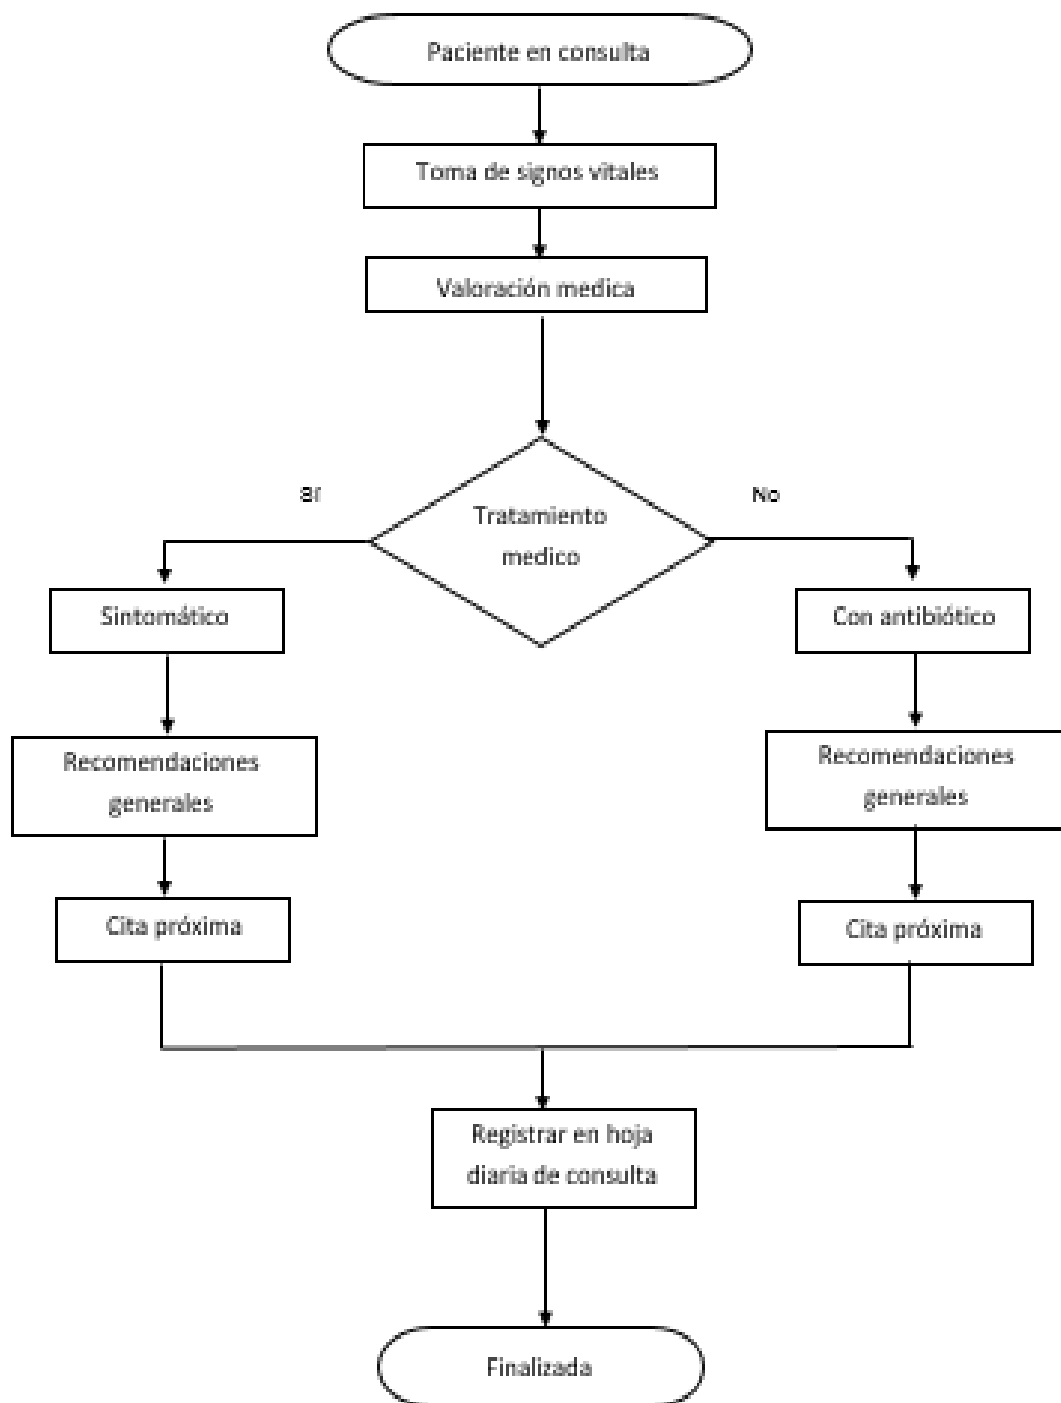 Paciente en consulta
Toma de signos vitales
Valoración medica
Sí
No
Tratamiento
medico
Sintomático
Con antibiótico
Recomendaciones
generales
Recomendaciones
generales
Cita próxima
Cita próxima
Registrar en hoja
diaria de consulta
Finalizada